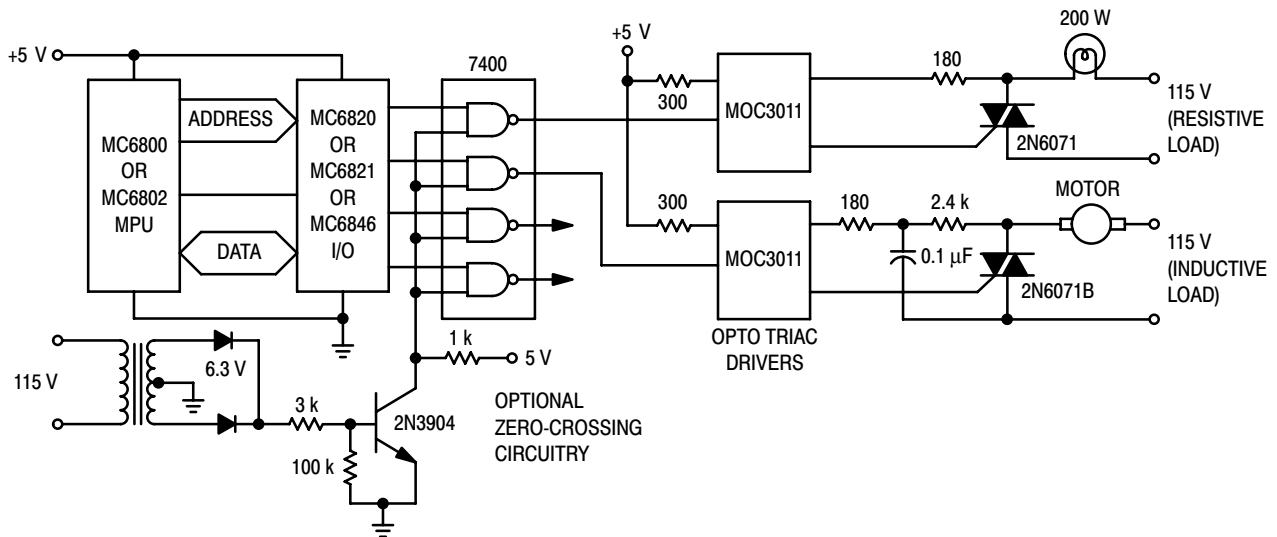 +5 V
MC6800
OR
MC6802
MPU
ADDRESS
DATA
MC6820
OR
MC6821
OR
MC6846
I/O
7400
+5 V
300
MOC3011
180
200 W
2N6071
115 V
(RESISTIVE
LOAD)
300
MOC3011
OPTO TRIAC
DRIVERS
180
2.4 k
0.1 μF
MOTOR
2N6071B
115 V
(INDUCTIVE
LOAD)
115 V
6.3 V
3 k
100 k
1 k
5 V
2N3904
OPTIONAL
ZERO-CROSSING
CIRCUITRY